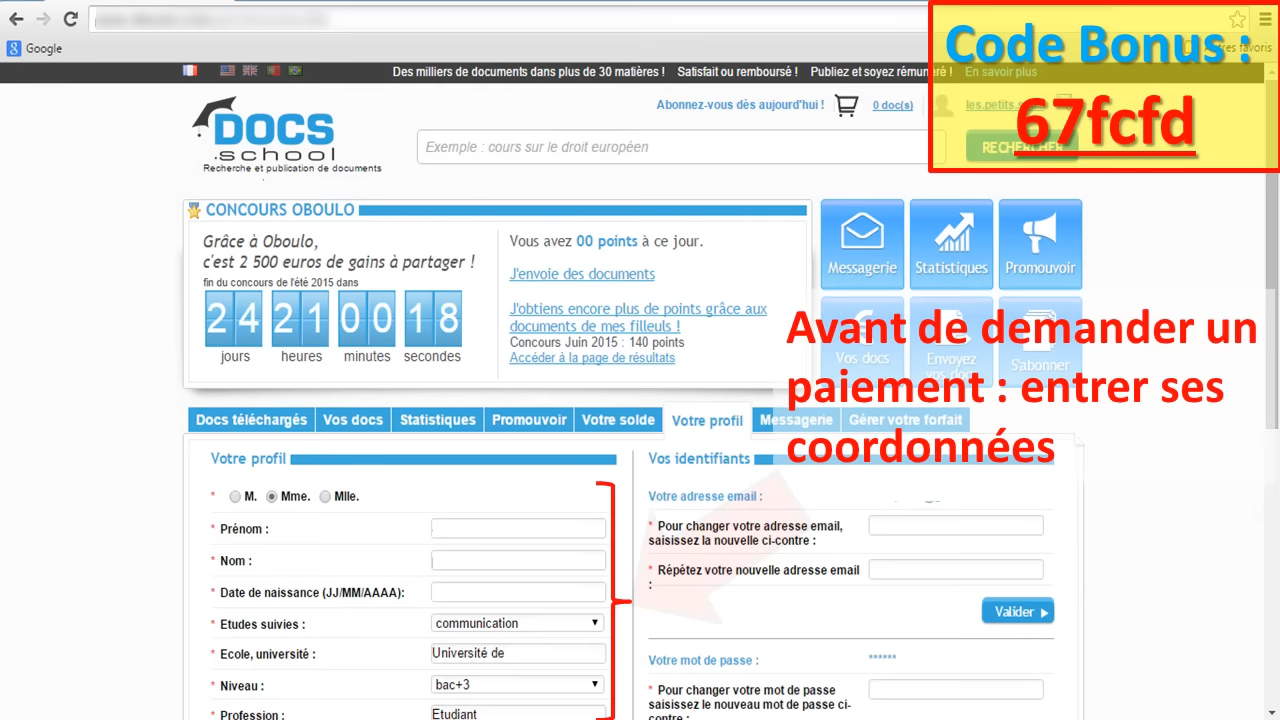 Google
Code Bonus :
67fcfd
Des milliers de documents dans plus de 30 matières ! Satisfait ou remboursé ! Publiez et soyez rémunéré ! En savoir plus
Abonnez-vous dès aujourd'hui ! 0 doc(s)
DOCS
.school
Recherche et publication de documents
Exemple : cours sur le droit européen
RECHERCHER
CONCOURS OBOULO
Grâce à Oboulo,
c'est 2 500 euros de gains à partager !
fin du concours de l'été 2015 dans
24 21 00 18
jours heures minutes secondes
Vous avez 00 points à ce jour.
J'envoie des documents
J'obtiens encore plus de points grâce aux
documents de mes filleuls !
Concours Juin 2015 : 140 points
Accéder à la page de résultats
Messagerie Statistiques Promouvoir
Vos docs Envoyez vos docs S'abonner
Avant de demander un
paiement : entrer ses
coordonnées
Docs téléchargés Vos docs Statistiques Promouvoir Votre solde Votre profil Messagerie Gérer votre forfait
Votre profil
* M. Mme. Mlle.
* Prénom :
* Nom :
* Date de naissance (JJ/MM/AAAA):
* Etudes suivies : communication
* Ecole, université : Université de
* Niveau : bac+3
* Profession : Etudiant
Vos identifiants
Votre adresse email :
* Pour changer votre adresse email,
saisissez la nouvelle ci-contre :
* Répétez votre nouvelle adresse email
:
Valider
Votre mot de passe : ******
* Pour changer votre mot de passe
saisissez le nouveau mot de passe ci-
contre :